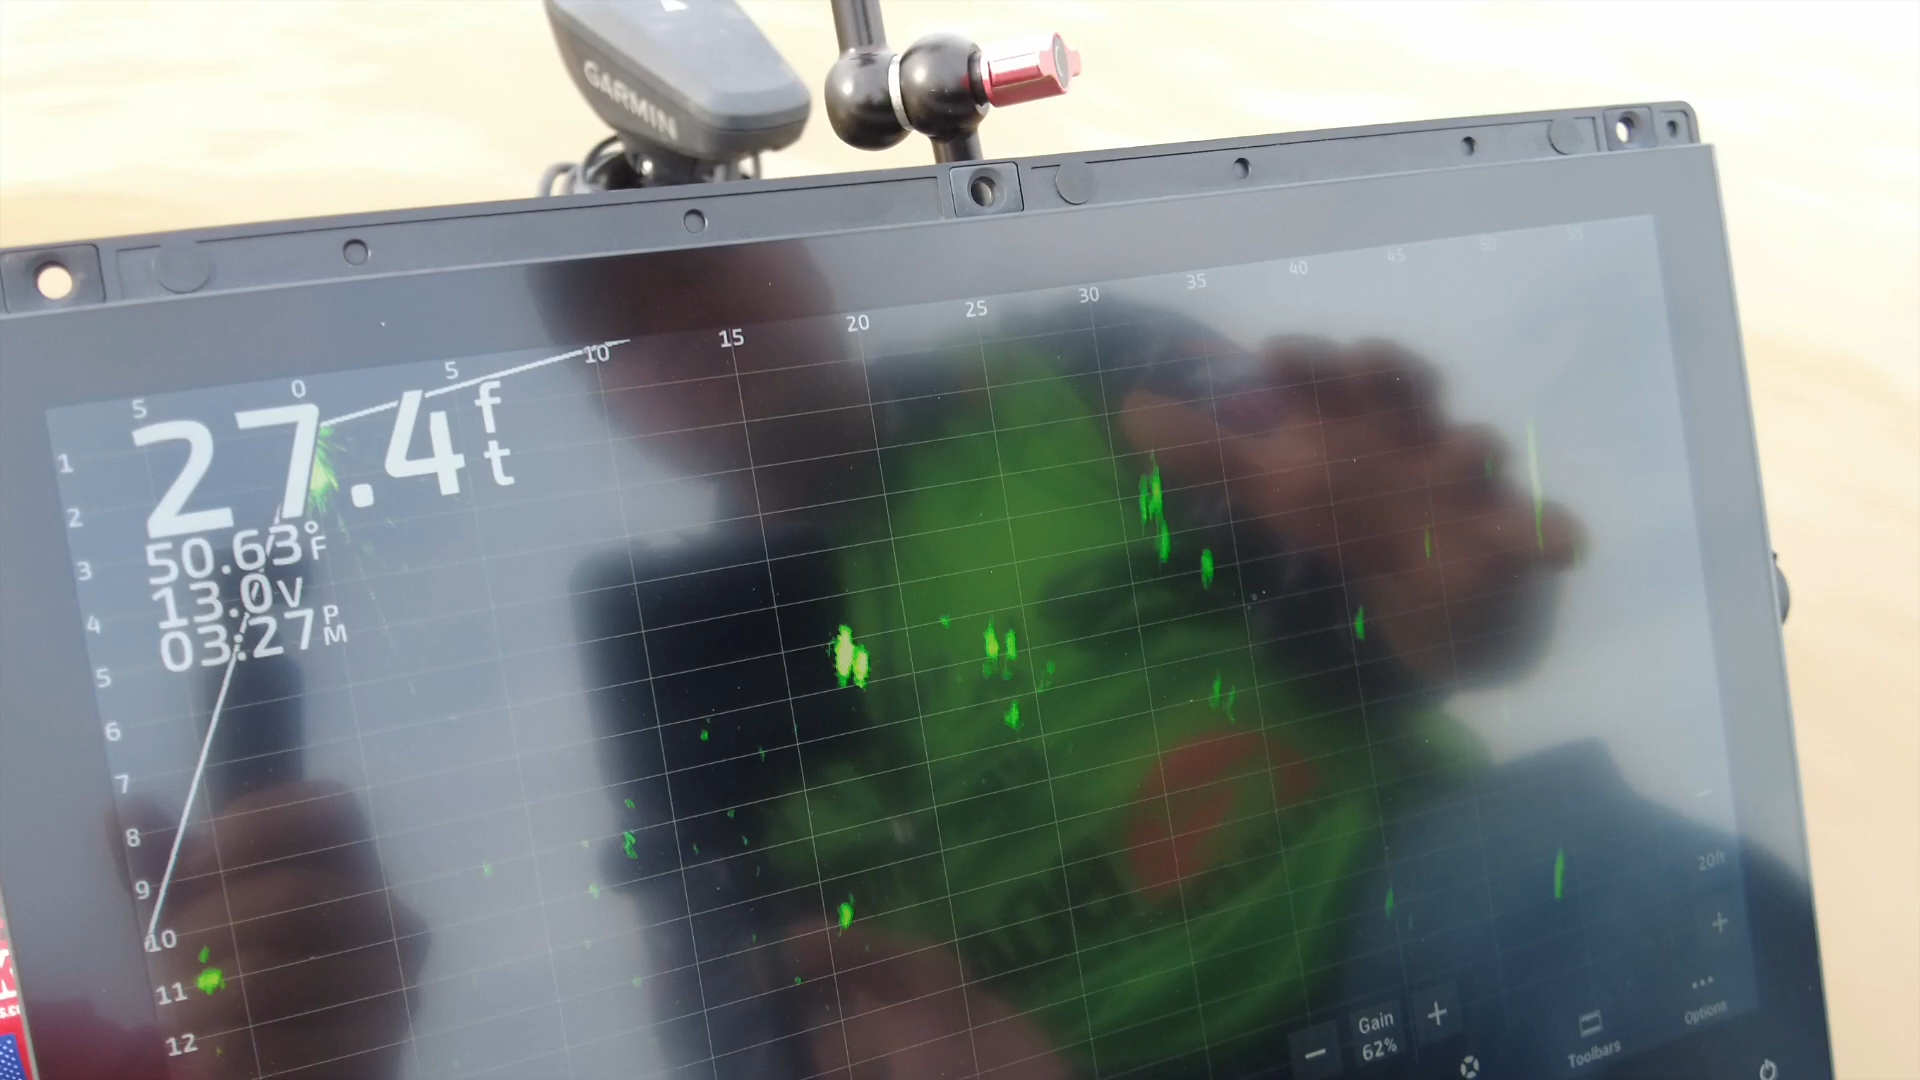 GARMIN
5 0 5 10 15 20 25 30 35 40 45 50 55
27.4 ft
50.63°F
13.0V
03:27PM
1
2
3
4
5
6
7
8
9
10
11
12
20ft
+
...
Options
− Gain +
62%
Toolbars